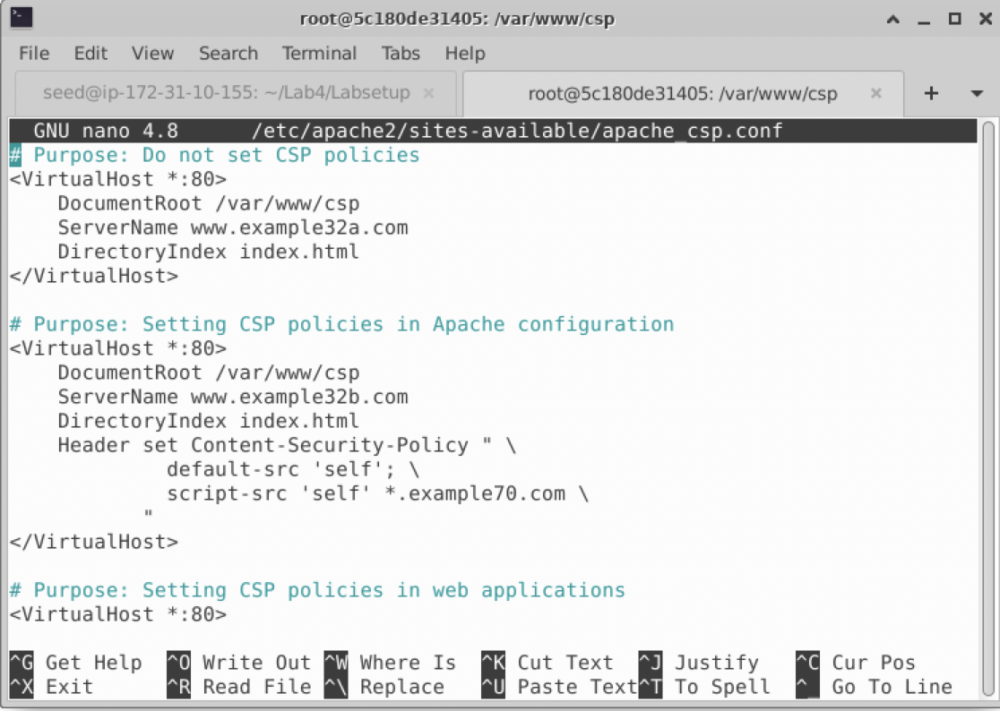 root@5c180de31405: /var/www/csp
File Edit View Search Terminal Tabs Help
seed@ip-172-31-10-155: ~/Lab4/Labsetup × root@5c180de31405: /var/www/csp ×
GNU nano 4.8 /etc/apache2/sites-available/apache_csp.conf
# Purpose: Do not set CSP policies
<VirtualHost *:80>
    DocumentRoot /var/www/csp
    ServerName www.example32a.com
    DirectoryIndex index.html
</VirtualHost>

# Purpose: Setting CSP policies in Apache configuration
<VirtualHost *:80>
    DocumentRoot /var/www/csp
    ServerName www.example32b.com
    DirectoryIndex index.html
    Header set Content-Security-Policy " \
             default-src 'self'; \
             script-src 'self' *.example70.com \
           "
</VirtualHost>

# Purpose: Setting CSP policies in web applications
<VirtualHost *:80>

^G Get Help ^O Write Out ^W Where Is ^K Cut Text ^J Justify ^C Cur Pos
^X Exit ^R Read File ^\ Replace ^U Paste Text ^T To Spell ^_ Go To Line